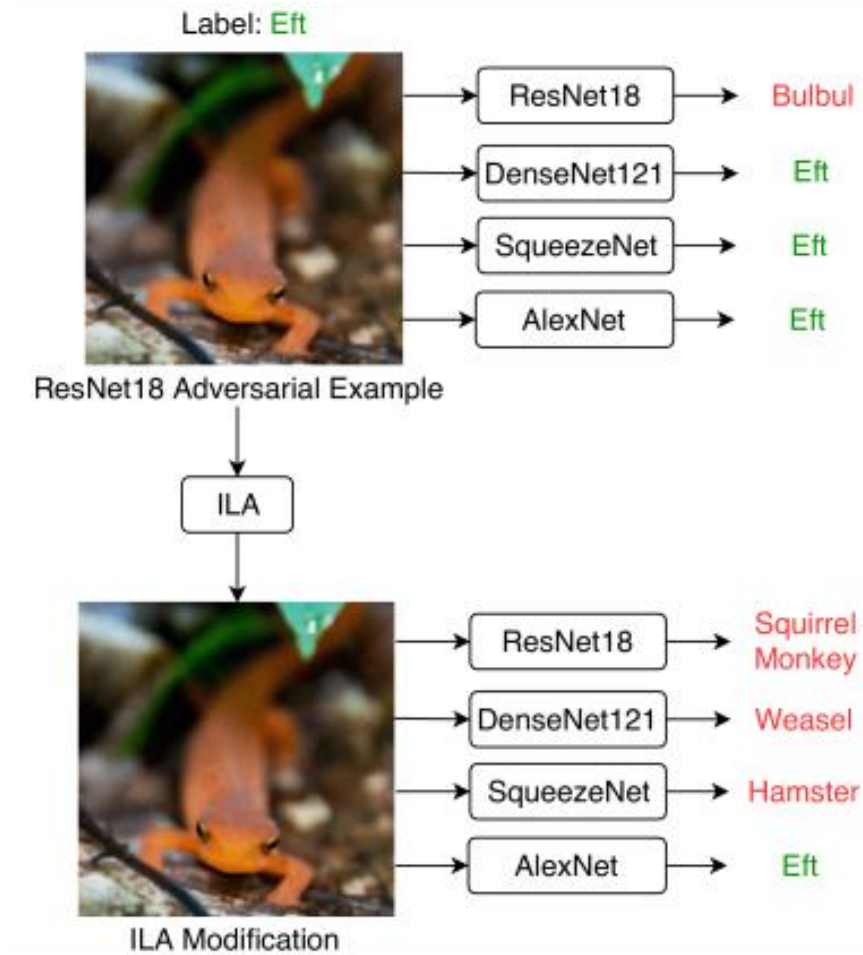 Label: Eft
ResNet18
Bulbul
DenseNet121
Eft
SqueezeNet
Eft
AlexNet
Eft
ResNet18 Adversarial Example
ILA
ResNet18
Squirrel
Monkey
DenseNet121
Weasel
SqueezeNet
Hamster
AlexNet
Eft
ILA Modification